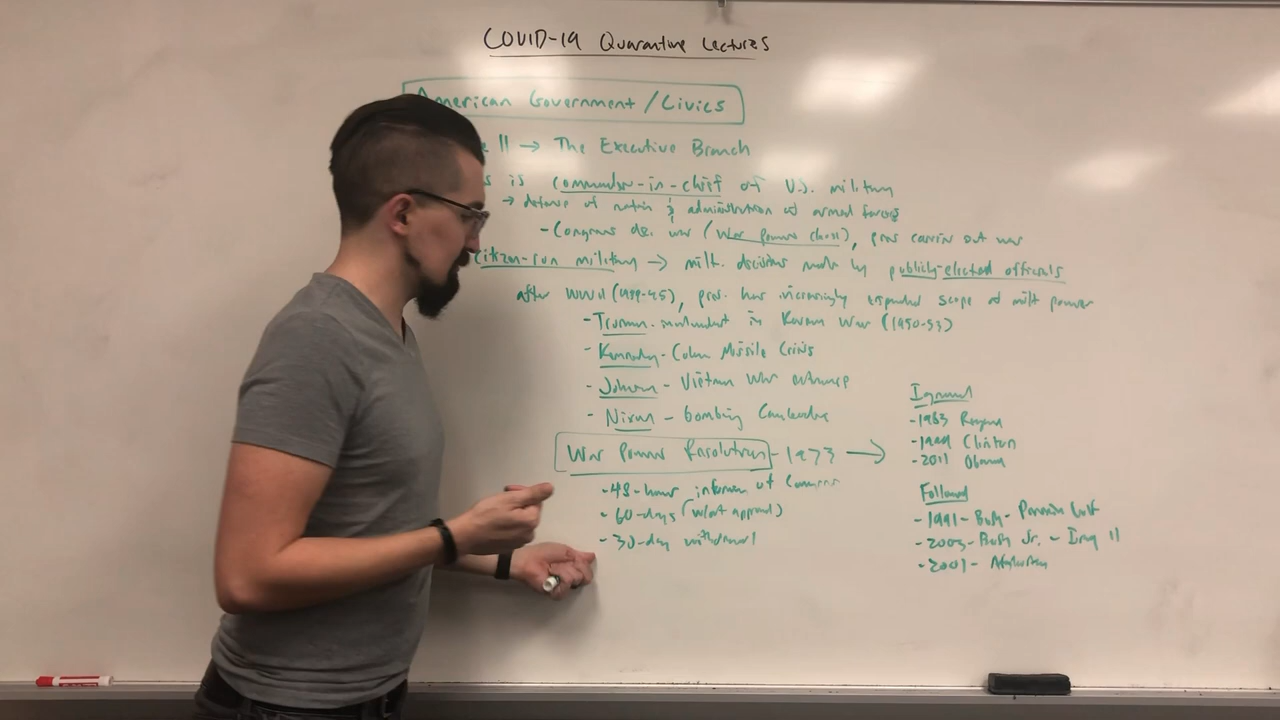 COVID-19 Quarantine Lectures
American Government/Civics
e II → The Executive Branch
s is commander-in-chief of U.S. military
→ defense of nation & administration of armed forces
- Congress dec. war (War Powers Clause), pres carries out war
citizen-run military → milt. decisions made by publicly-elected officials
after WWII (1939-45), pres. has increasingly expanded scope of milt power
- Truman - involvement in Korean War (1950-53)
- Kennedy - Cuban Missile Crisis
- Johnson - Vietnam War
- Nixon - bombing Cambodia
War Powers Resolution - 1973 →
- 48-hour inform of Congress
- 60-days (w/out approval)
- 30-day withdrawal
Ignored
- 1983 Reagan
- 1999 Clinton
- 2011 Obama
Followed
- 1991 - Bush - Persian Gulf
- 2003 - Bush Jr. - Iraq II
- 2001 - Afghanistan